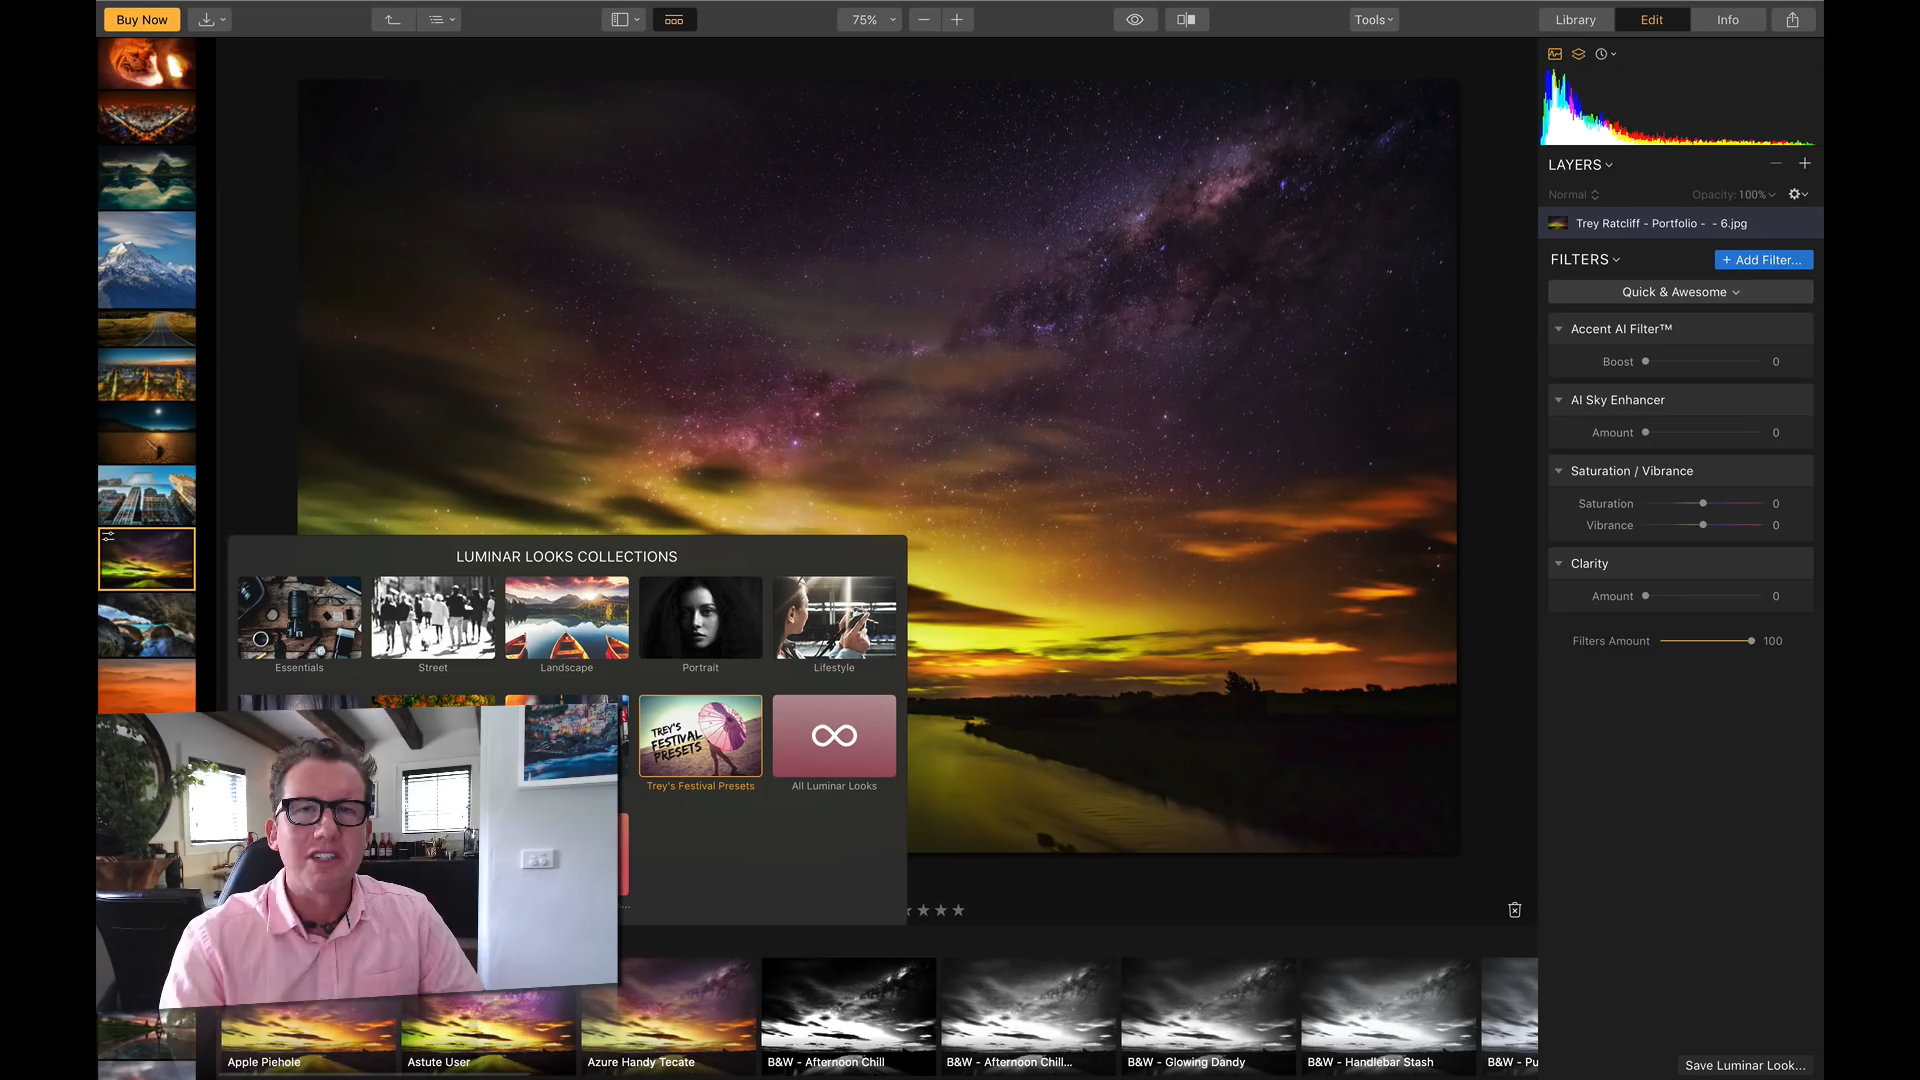 Buy Now
75%
Tools
Library
Edit
Info
LAYERS
Normal
Opacity: 100%
Trey Ratcliff - Portfolio - - 6.jpg
FILTERS
+ Add Filter...
Quick & Awesome
Accent AI Filter™
Boost
0
AI Sky Enhancer
Amount
0
Saturation / Vibrance
Saturation
0
Vibrance
0
Clarity
Amount
0
Filters Amount
100
LUMINAR LOOKS COLLECTIONS
Essentials
Street
Landscape
Portrait
Lifestyle
TREY'S
FESTIVAL
PRESETS
Trey's Festival Presets
All Luminar Looks
Apple Piehole
Astute User
Azure Handy Tecate
B&W - Afternoon Chill
B&W - Afternoon Chill...
B&W - Glowing Dandy
B&W - Handlebar Stash
B&W - Pu
Save Luminar Look...